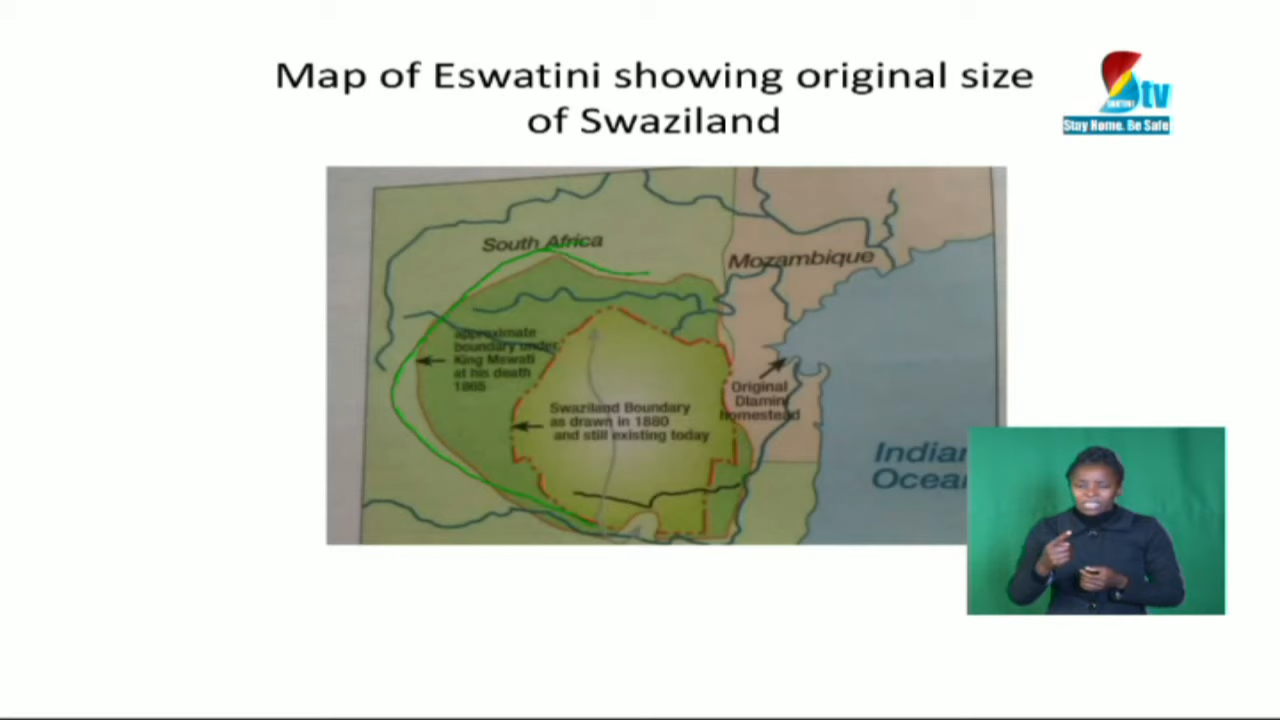 Map of Eswatini showing original size
of Swaziland
tv
Stay Home. Be Safe
South Africa
Mozambique
approximate
boundary under
King Mswati
at his death
1865
Original
Dlamini
homestead
Swaziland Boundary
as drawn in 1880
and still existing today
Indian
Ocean